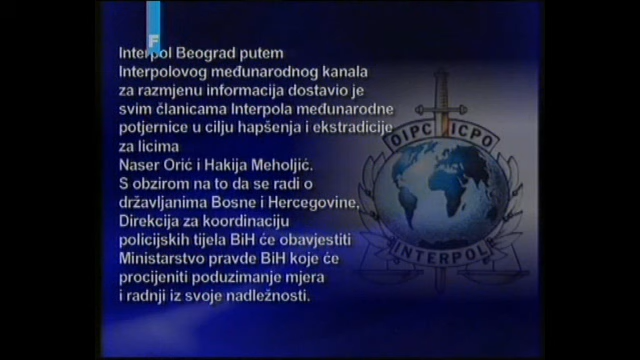 F
Interpol Beograd putem
Interpolovog međunarodnog kanala
za razmjenu informacija dostavio je
svim članicama Interpola međunarodne
potjernice u cilju hapšenja i ekstradicije
za licima
Naser Orić i Hakija Meholjić.
S obzirom na to da se radi o
državljanima Bosne i Hercegovine,
Direkcija za koordinaciju
policijskih tijela BiH će obavjestiti
Ministarstvo pravde BiH koje će
procijeniti poduzimanje mjera
i radnji iz svoje nadležnosti.
OIPC ICPO
INTERPOL